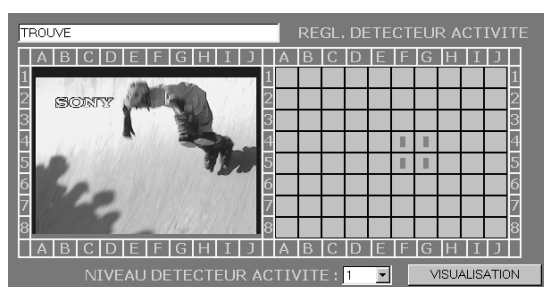 TROUVE
REGL. DETECTEUR ACTIVITE
A B C D E F G H I J A B C D E F G H I J
1 1 1
2 SONY 2 2
3 3 3
4 4 4
5 5 5
6 6 6
7 7 7
8 8 8
A B C D E F G H I J A B C D E F G H I J
NIVEAU DETECTEUR ACTIVITE : 1 VISUALISATION